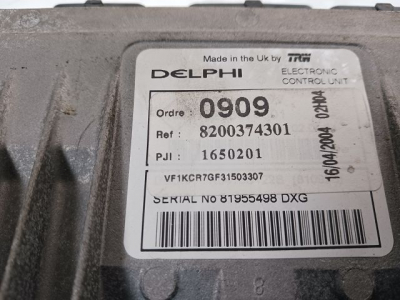 Made in the Uk by TRW
DELPHI
ELECTRONIC
CONTROL UNIT
Ordre : 0909
Ref : 8200374301
PJI : 1650201
16/04/2004 02H04
VF1KCR7GF31503307
SERIAL No 81955498 DXG